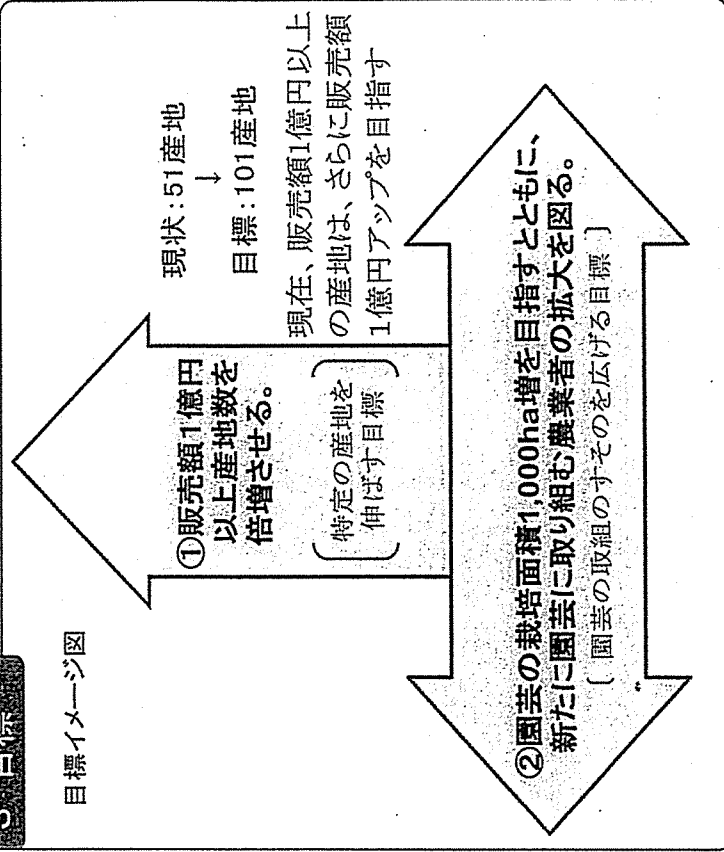 3 目標
目標イメージ図
①販売額1億円
以上産地数を
倍増させる。
特定の産地を
伸ばす目標
現状：51産地
↓
目標：101産地
現在、販売額1億円以上
の産地は、さらに販売額
1億円アップを目指す
②園芸の栽培面積1,000ha増を目指すとともに、
新たに園芸に取り組む農業者の拡大を図る。
〔 園芸の取組のすそのを広げる目標 〕